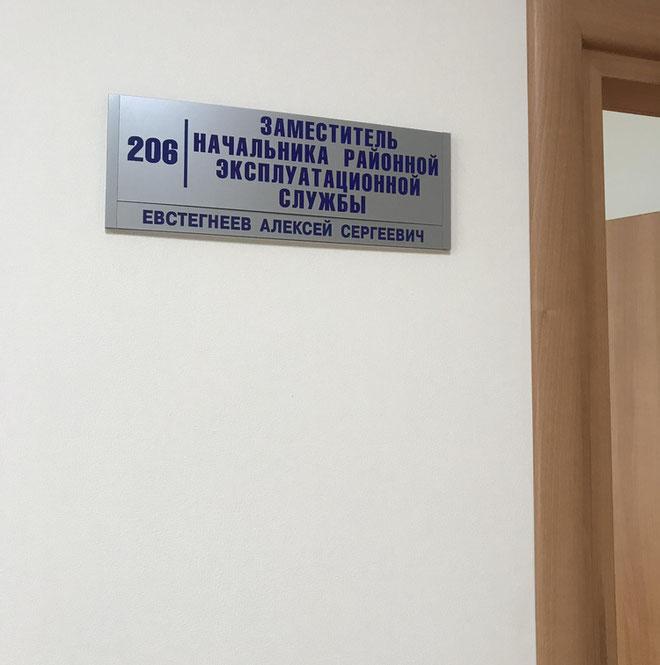 206
ЗАМЕСТИТЕЛЬ
НАЧАЛЬНИКА РАЙОННОЙ
ЭКСПЛУАТАЦИОННОЙ
СЛУЖБЫ
ЕВСТЕГНЕЕВ АЛЕКСЕЙ СЕРГЕЕВИЧ